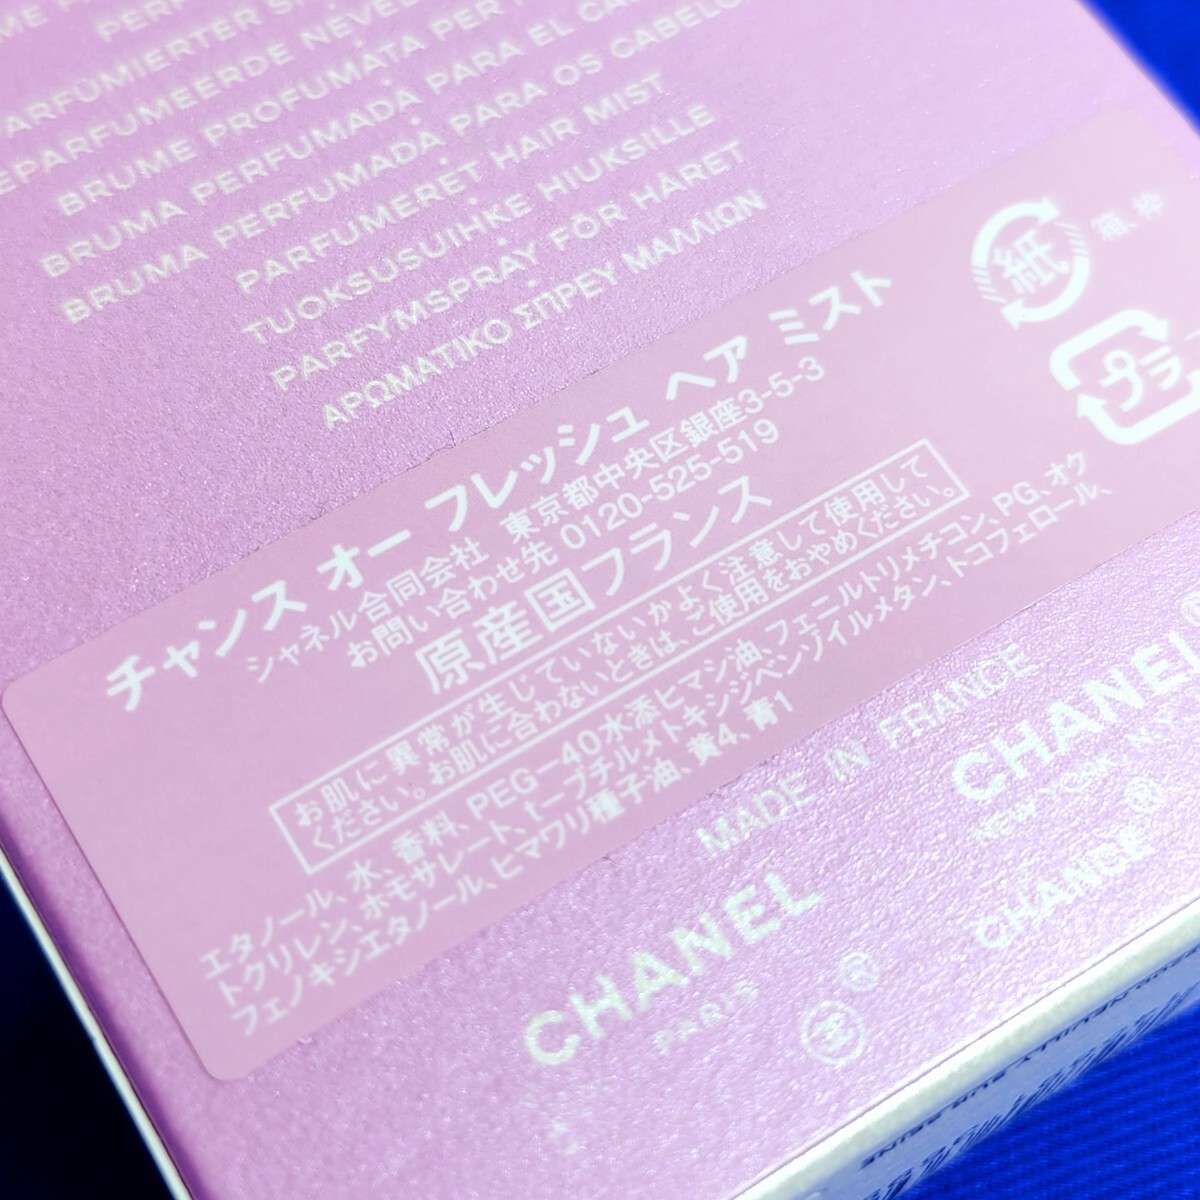 PARFUMIERTER
BRUME PROFUMATA PER
BRUMA PERFUMADA PARA EL
BRUMA PERFUMADA PARA OS CABELO
PARFUMERET HAIR MIST
TUOKSUSUIHKE HIUKSILLE
PARFYMSPRAY FÖR HÅRET
ΑΡΩΜΑΤΙΚΟ ΣΠΡΕΥ ΜΑΛΛΙΩΝ
紙
箱、枠
プラ
チャンス オー フレッシュ ヘア ミスト
シャネル合同会社 東京都中央区銀座3-5-3
お問い合わせ先 0120-525-519
原産国フランス
お肌に異常が生じていないかよく注意して使用して
ください。お肌に合わないときは、ご使用をおやめください。
エタノール、水、香料、PEG-40水添ヒマシ油、フェニルトリメチコン、PG、オク
トクリレン、ホモサレート、t-ブチルメトキシジベンゾイルメタン、トコフェロール、
フェノキシエタノール、ヒマワリ種子油、黄4、青1
MADE IN FRANCE
CHANEL
PARIS
®
CHANEL®
NEW YORK, N.Y.
CHANCE®